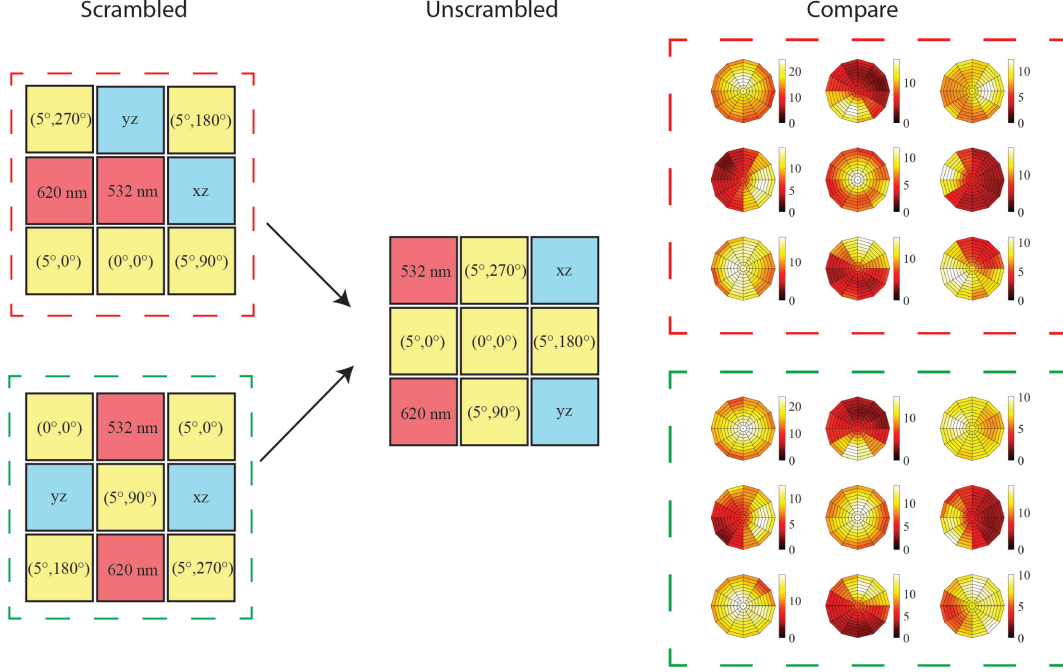 Scrambled Unscrambled Compare
(5°,270°) yz (5°,180°)
620 nm 532 nm xz
(5°,0°) (0°,0°) (5°,90°)
(0°,0°) 532 nm (5°,0°)
yz (5°,90°) xz
(5°,180°) 620 nm (5°,270°)
532 nm (5°,270°) xz
(5°,0°) (0°,0°) (5°,180°)
620 nm (5°,90°) yz
20 10 0 10 0 10 5 0
10 5 0 10 5 0 10 0
10 0 10 5 0 10 5 0
20 10 0 10 5 0 10 5 0
10 5 0 10 5 0 10 0
10 0 10 5 0 10 5 0